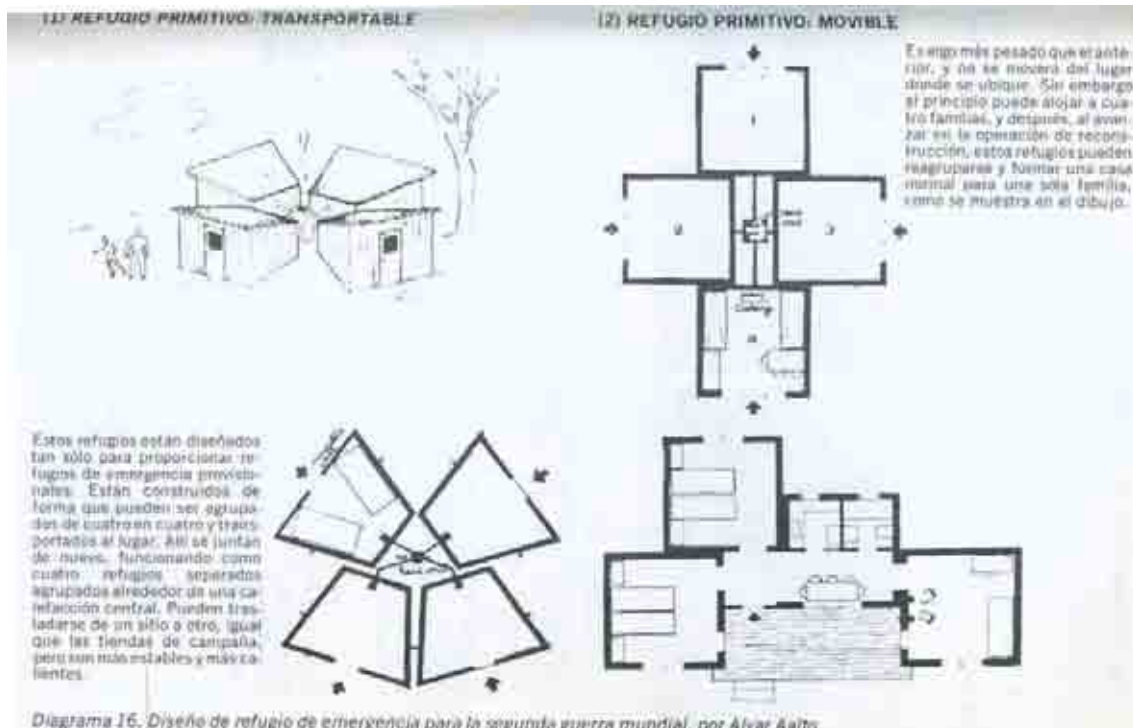 (1) REFUGIO PRIMITIVO: TRANSPORTABLE
Estos refugios están diseñados
tan sólo para proporcionar re-
fugios de emergencia provisio-
nales. Están construidos de
forma que pueden ser agrupa-
dos de cuatro en cuatro y trans-
portados al lugar. Allí se juntan
de nuevo, funcionando como
cuatro refugios separados
agrupados alrededor de una ca-
lefacción central. Pueden tras-
ladarse de un sitio a otro, igual
que las tiendas de campaña,
pero son más estables y más ca-
lientes.
(2) REFUGIO PRIMITIVO: MOVIBLE
Es algo más pesado que el ante-
rior, y no se moverá del lugar
donde se ubique. Sin embargo
al principio puede alojar a cua-
tro familias, y después, al avan-
zar en la operación de recons-
trucción, estos refugios pueden
reagruparse y formar una casa
normal para una sola familia,
como se muestra en el dibujo.
1
2
3
Diagrama 16. Diseño de refugio de emergencia para la segunda guerra mundial, por Alvar Aalto